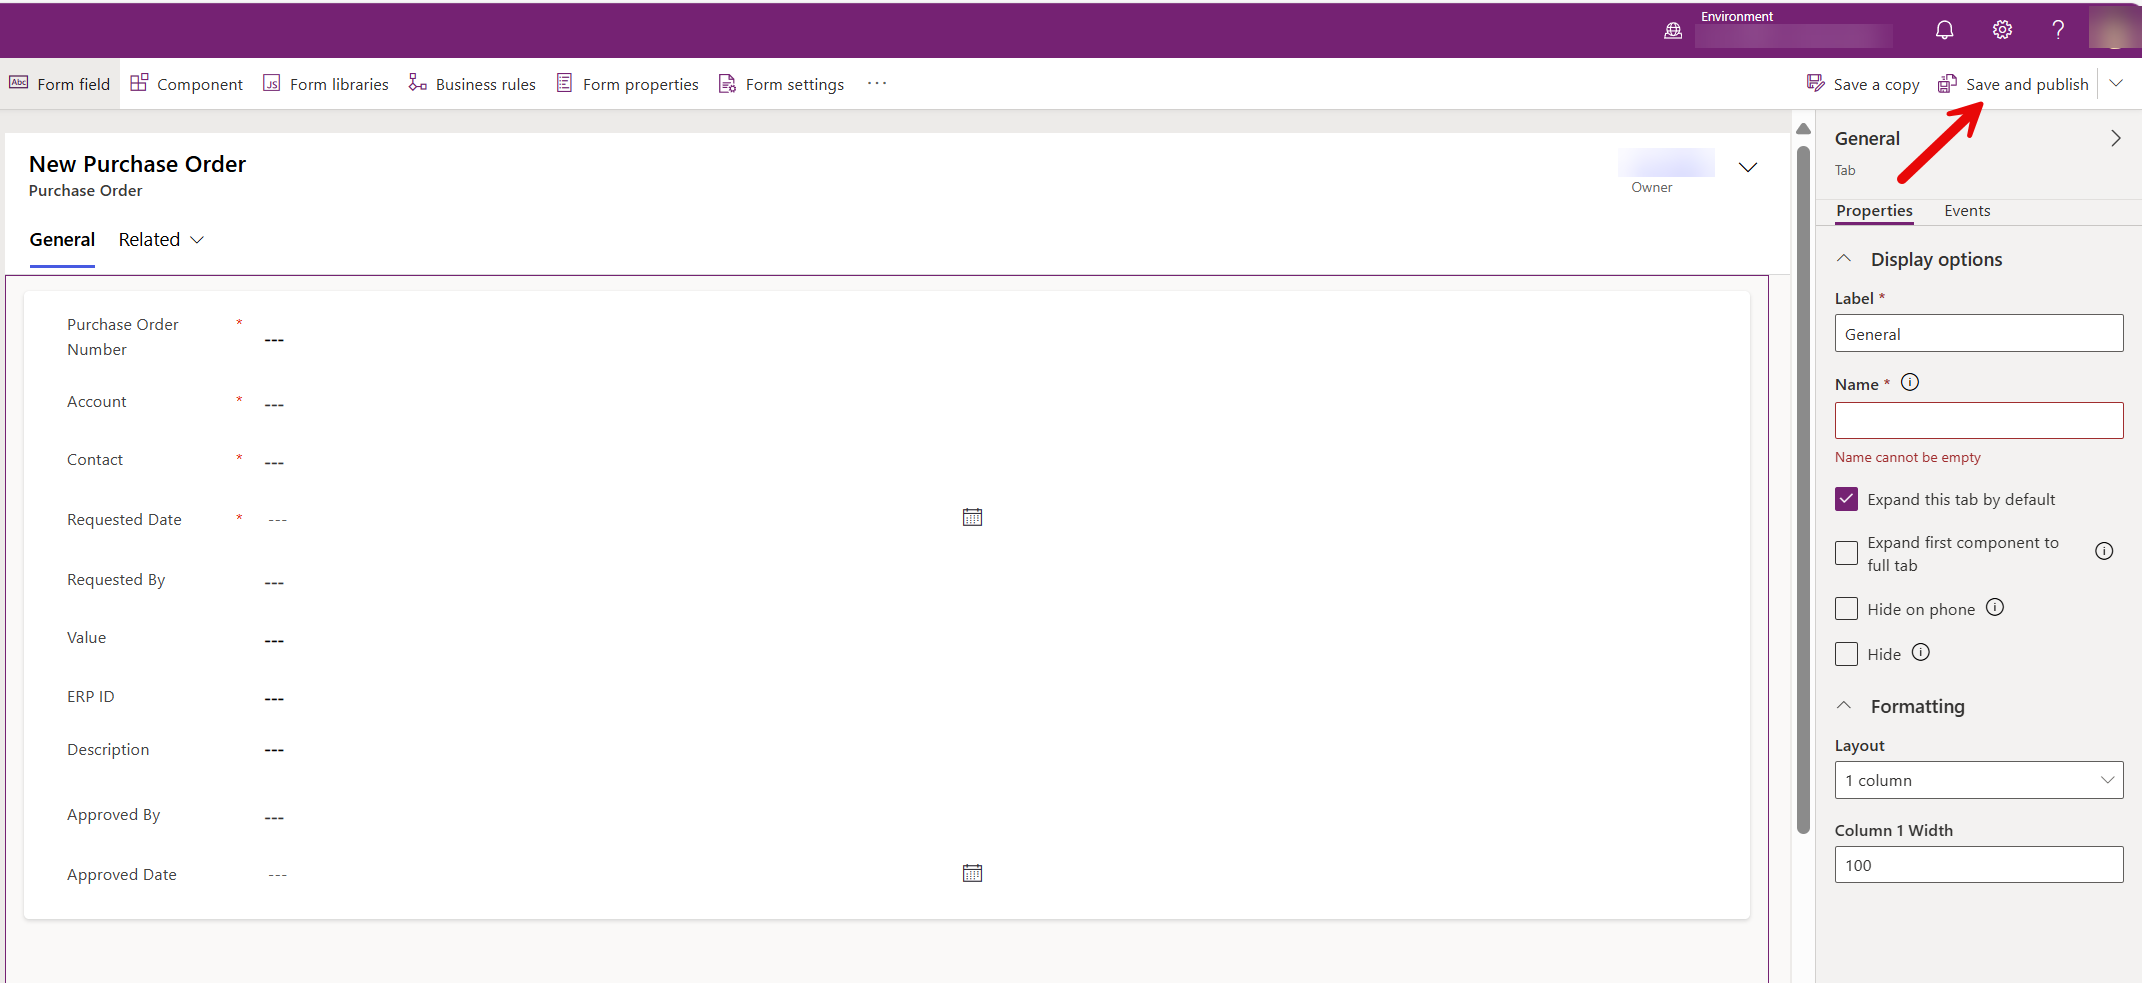 Environment
Abc Form field
Component
JS Form libraries
Business rules
Form properties
Form settings
···
Save a copy
Save and publish
New Purchase Order
Purchase Order
Owner
General
Related
Purchase Order
Number
*
---
Account * ---
Contact * ---
Requested Date * ---
Requested By ---
Value ---
ERP ID ---
Description ---
Approved By ---
Approved Date ---
General
Tab
Properties
Events
Display options
Label *
General
Name *
Name cannot be empty
Expand this tab by default
Expand first component to
full tab
Hide on phone
Hide
Formatting
Layout
1 column
Column 1 Width
100